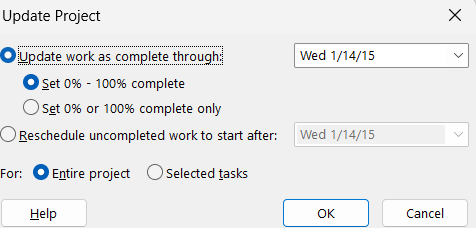 Update Project
Update work as complete through: Wed 1/14/15
Set 0% - 100% complete
Set 0% or 100% complete only
Reschedule uncompleted work to start after: Wed 1/14/15
For: Entire project Selected tasks
Help OK Cancel